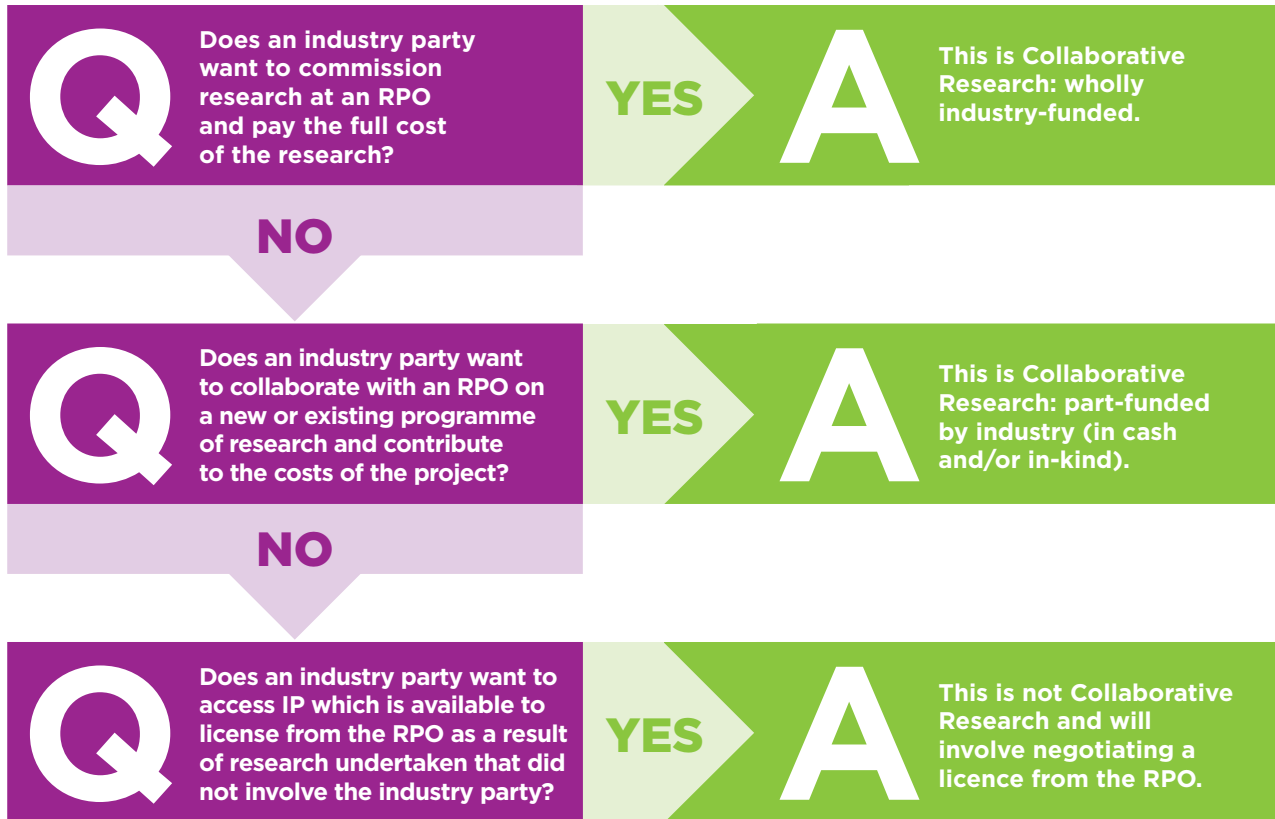 Q
Does an industry party
want to commission
research at an RPO
and pay the full cost
of the research?
YES
A
This is Collaborative
Research: wholly
industry-funded.
NO
Q
Does an industry party want
to collaborate with an RPO on
a new or existing programme
of research and contribute
to the costs of the project?
YES
A
This is Collaborative
Research: part-funded
by industry (in cash
and/or in-kind).
NO
Q
Does an industry party want to
access IP which is available to
license from the RPO as a result
of research undertaken that did
not involve the industry party?
YES
A
This is not Collaborative
Research and will
involve negotiating a
licence from the RPO.